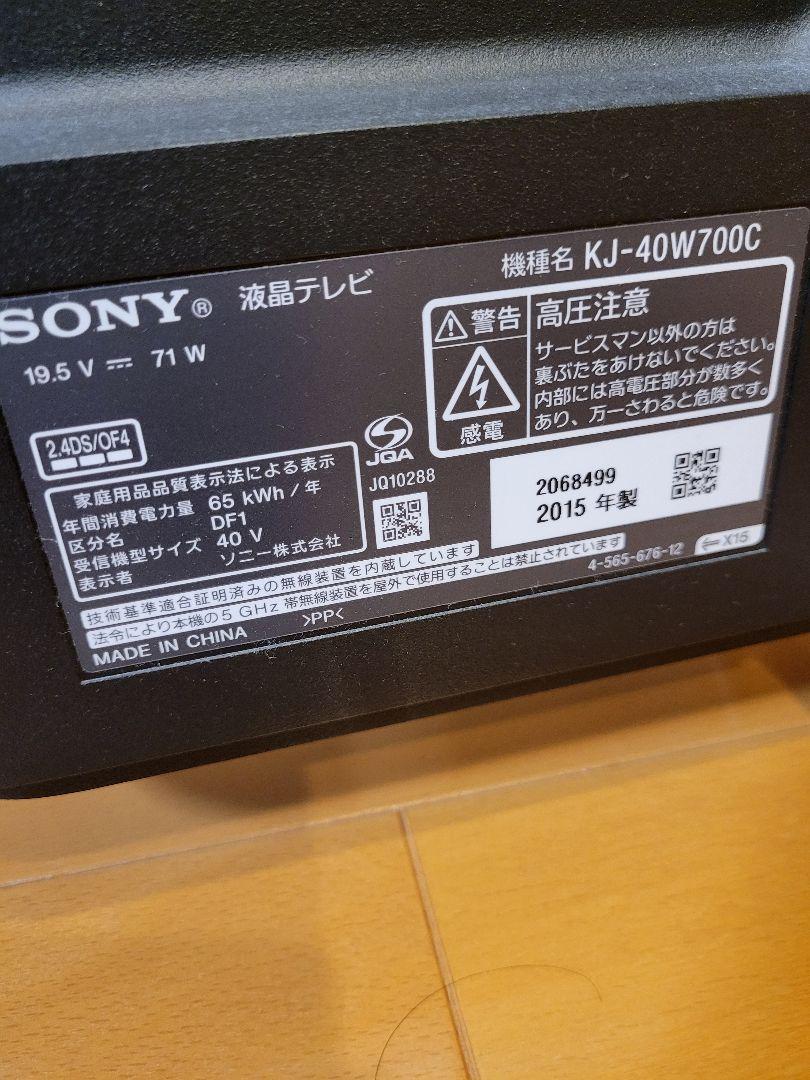 SONY® 液晶テレビ
機種名 KJ-40W700C
19.5 V ⎓ 71 W
警告
感電
高圧注意
サービスマン以外の方は
裏ぶたをあけないでください。
内部には高電圧部分が数多く
あり、万一さわると危険です。
2.4DS/OF4
JQA
JQ10288
家庭用品品質表示法による表示
年間消費電力量 65 kWh / 年
区分名 DF1
受信機型サイズ 40 V
表示者 ソニー株式会社
2068499
2015 年製
技術基準適合証明済みの無線装置を内蔵しています
法令により本機の5 GHz 帯無線装置を屋外で使用することは禁止されています
4-565-676-12
⇐ X15
MADE IN CHINA >PP<